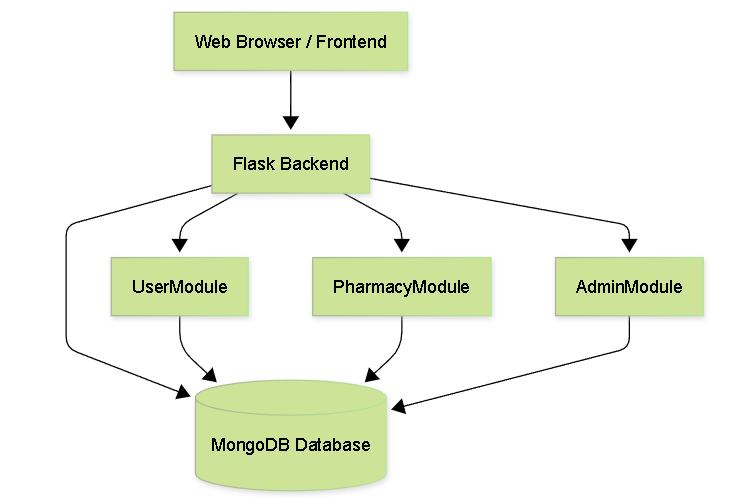 Web Browser / Frontend
Flask Backend
UserModule
PharmacyModule
AdminModule
MongoDB Database